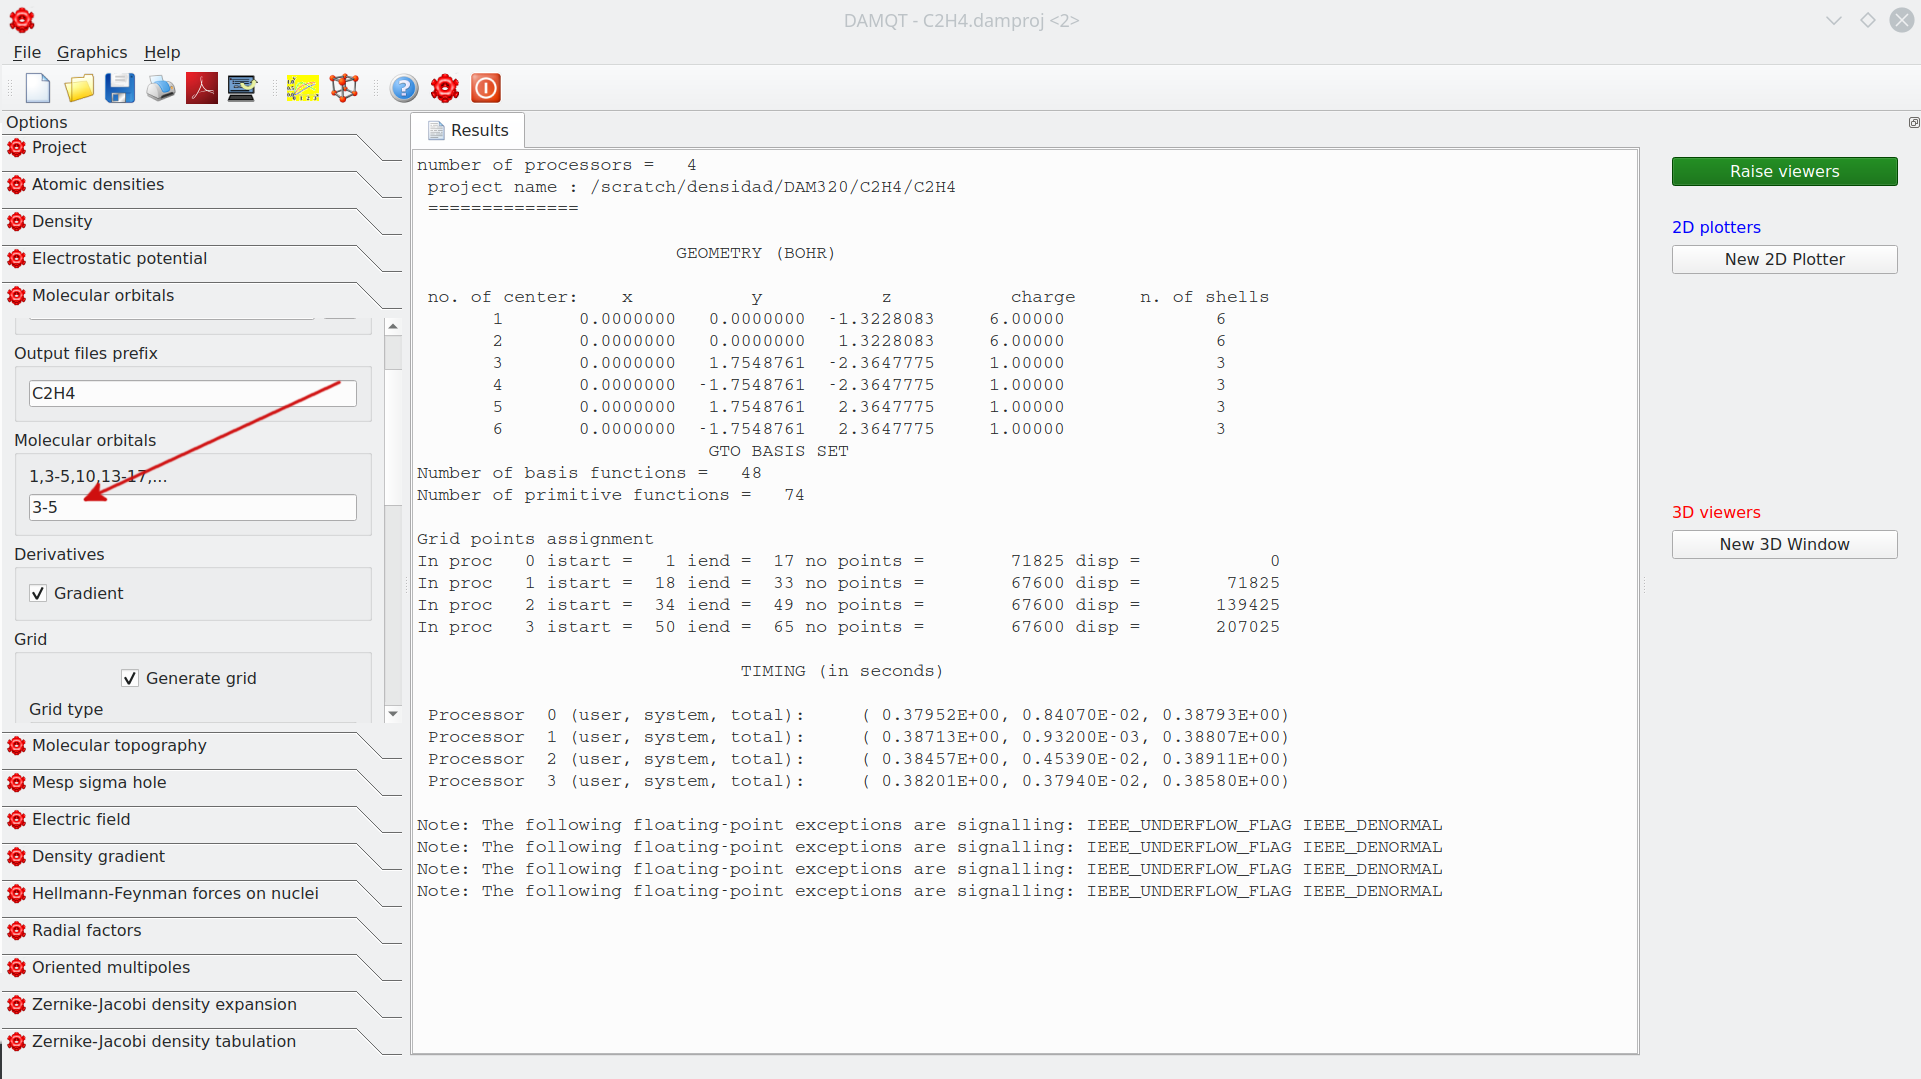 DAMQT - C2H4.damproj <2>
File Graphics Help
Options
Project
Atomic densities
Density
Electrostatic potential
Molecular orbitals
Output files prefix
C2H4
Molecular orbitals
1,3-5,10,13-17,...
3-5
Derivatives
Gradient
Grid
Generate grid
Grid type
Molecular topography
Mesp sigma hole
Electric field
Density gradient
Hellmann-Feynman forces on nuclei
Radial factors
Oriented multipoles
Zernike-Jacobi density expansion
Zernike-Jacobi density tabulation
Results
number of processors = 4
project name : /scratch/densidad/DAM320/C2H4/C2H4
==============
GEOMETRY (BOHR)
no. of center: x y z charge n. of shells
1 0.0000000 0.0000000 -1.3228083 6.00000 6
2 0.0000000 0.0000000 1.3228083 6.00000 6
3 0.0000000 1.7548761 -2.3647775 1.00000 3
4 0.0000000 -1.7548761 -2.3647775 1.00000 3
5 0.0000000 1.7548761 2.3647775 1.00000 3
6 0.0000000 -1.7548761 2.3647775 1.00000 3
GTO BASIS SET
Number of basis functions = 48
Number of primitive functions = 74
Grid points assignment
In proc 0 istart = 1 iend = 17 no points = 71825 disp = 0
In proc 1 istart = 18 iend = 33 no points = 67600 disp = 71825
In proc 2 istart = 34 iend = 49 no points = 67600 disp = 139425
In proc 3 istart = 50 iend = 65 no points = 67600 disp = 207025
TIMING (in seconds)
Processor 0 (user, system, total): ( 0.37952E+00, 0.84070E-02, 0.38793E+00)
Processor 1 (user, system, total): ( 0.38713E+00, 0.93200E-03, 0.38807E+00)
Processor 2 (user, system, total): ( 0.38457E+00, 0.45390E-02, 0.38911E+00)
Processor 3 (user, system, total): ( 0.38201E+00, 0.37940E-02, 0.38580E+00)
Note: The following floating-point exceptions are signalling: IEEE_UNDERFLOW_FLAG IEEE_DENORMAL
Note: The following floating-point exceptions are signalling: IEEE_UNDERFLOW_FLAG IEEE_DENORMAL
Note: The following floating-point exceptions are signalling: IEEE_UNDERFLOW_FLAG IEEE_DENORMAL
Note: The following floating-point exceptions are signalling: IEEE_UNDERFLOW_FLAG IEEE_DENORMAL
Raise viewers
2D plotters
New 2D Plotter
3D viewers
New 3D Window